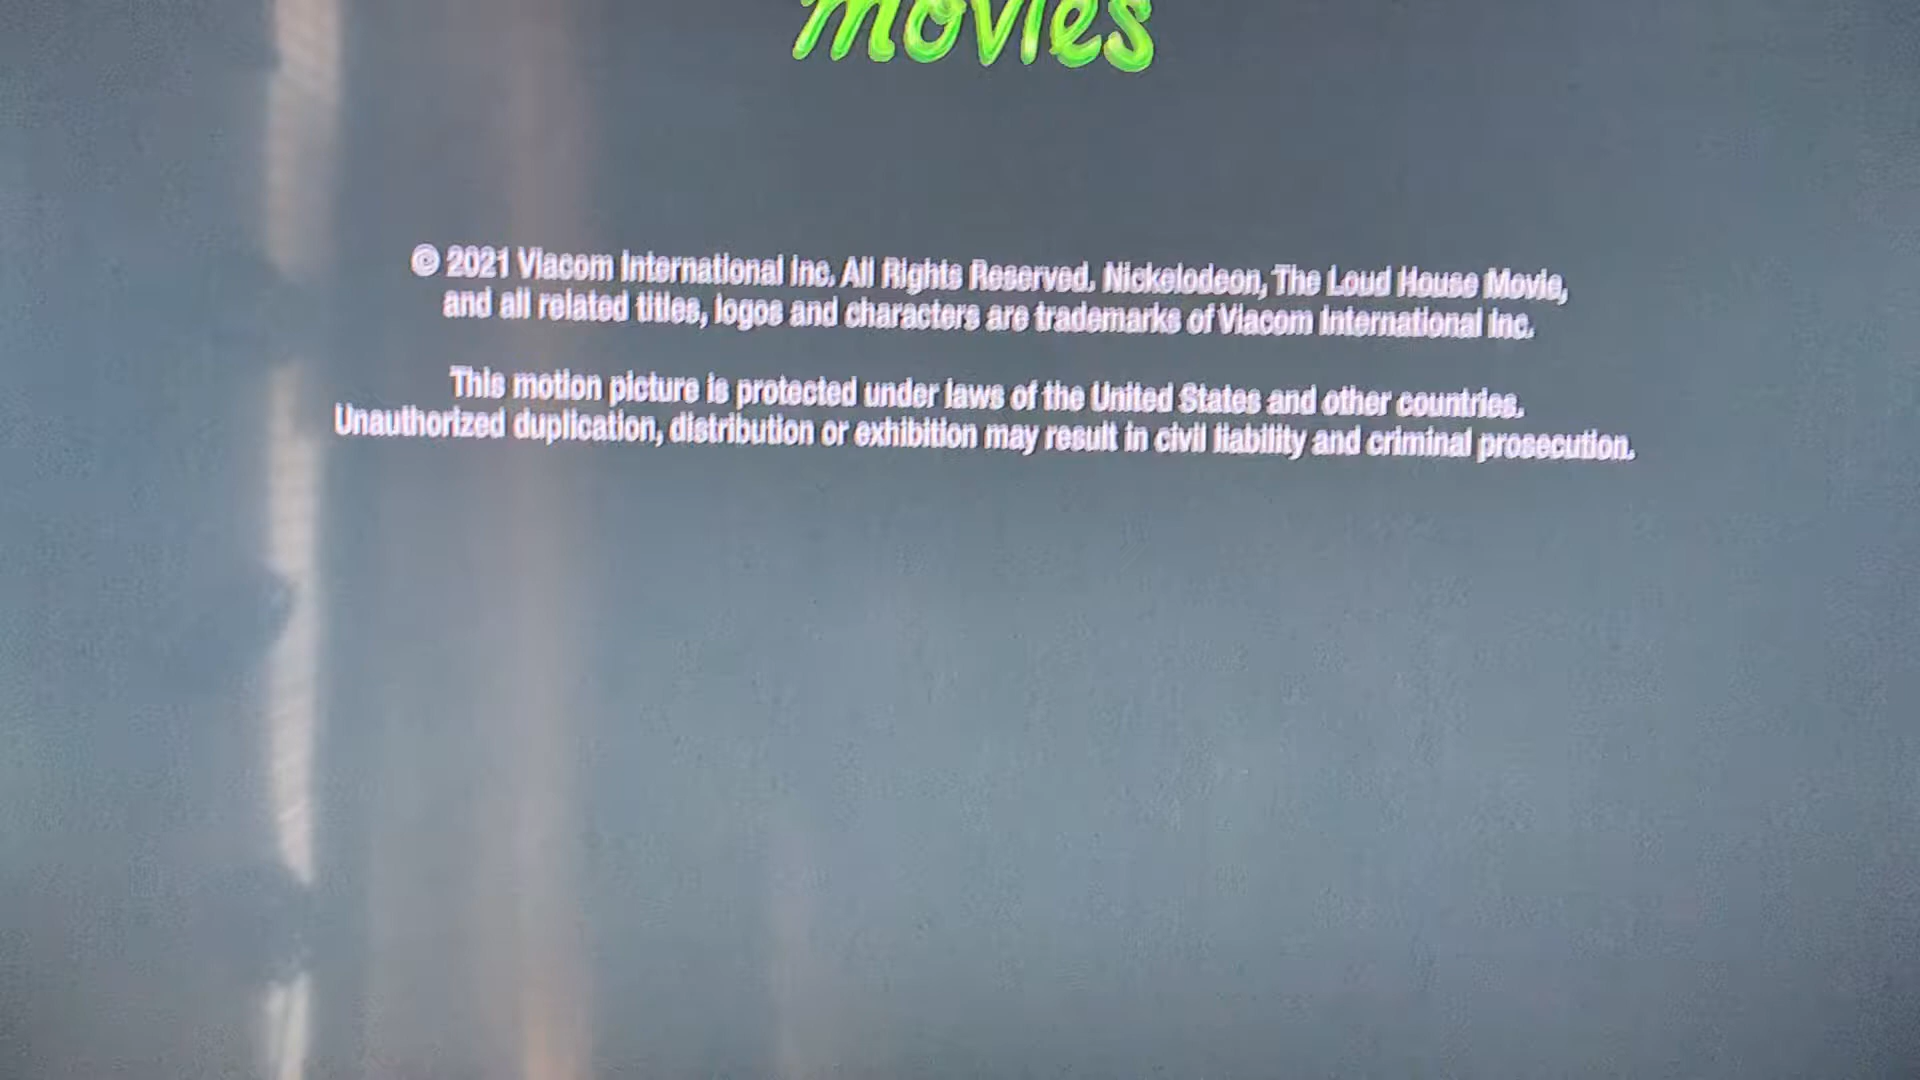 movies
© 2021 Viacom International Inc. All Rights Reserved. Nickelodeon, The Loud House Movie,
and all related titles, logos and characters are trademarks of Viacom International Inc.
This motion picture is protected under laws of the United States and other countries.
Unauthorized duplication, distribution or exhibition may result in civil liability and criminal prosecution.